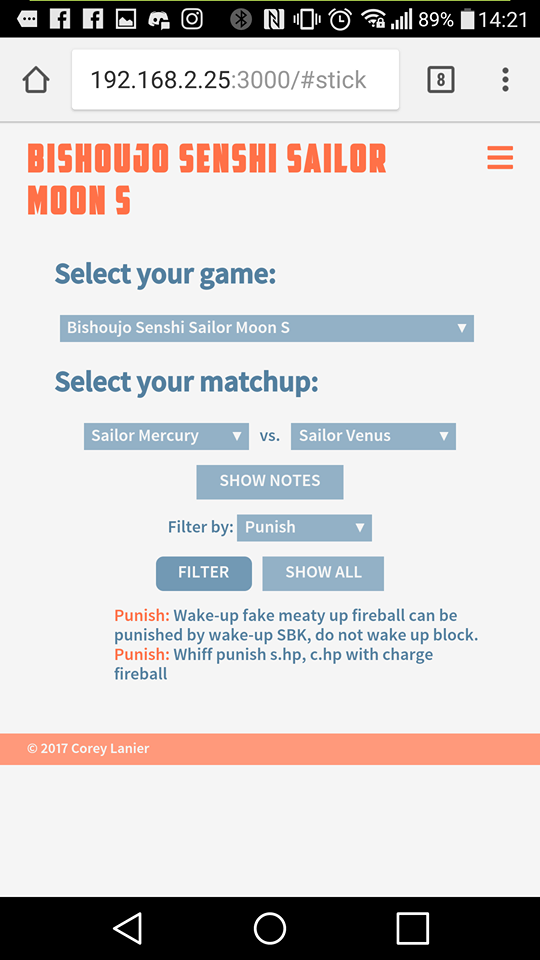 89% 14:21
192.168.2.25:3000/#stick 8
BISHOUJO SENSHI SAILOR
MOON S
Select your game:
Bishoujo Senshi Sailor Moon S ▼
Select your matchup:
Sailor Mercury ▼ vs. Sailor Venus ▼
SHOW NOTES
Filter by: Punish ▼
FILTER SHOW ALL
Punish: Wake-up fake meaty up fireball can be
punished by wake-up SBK, do not wake up block.
Punish: Whiff punish s.hp, c.hp with charge
fireball
© 2017 Corey Lanier